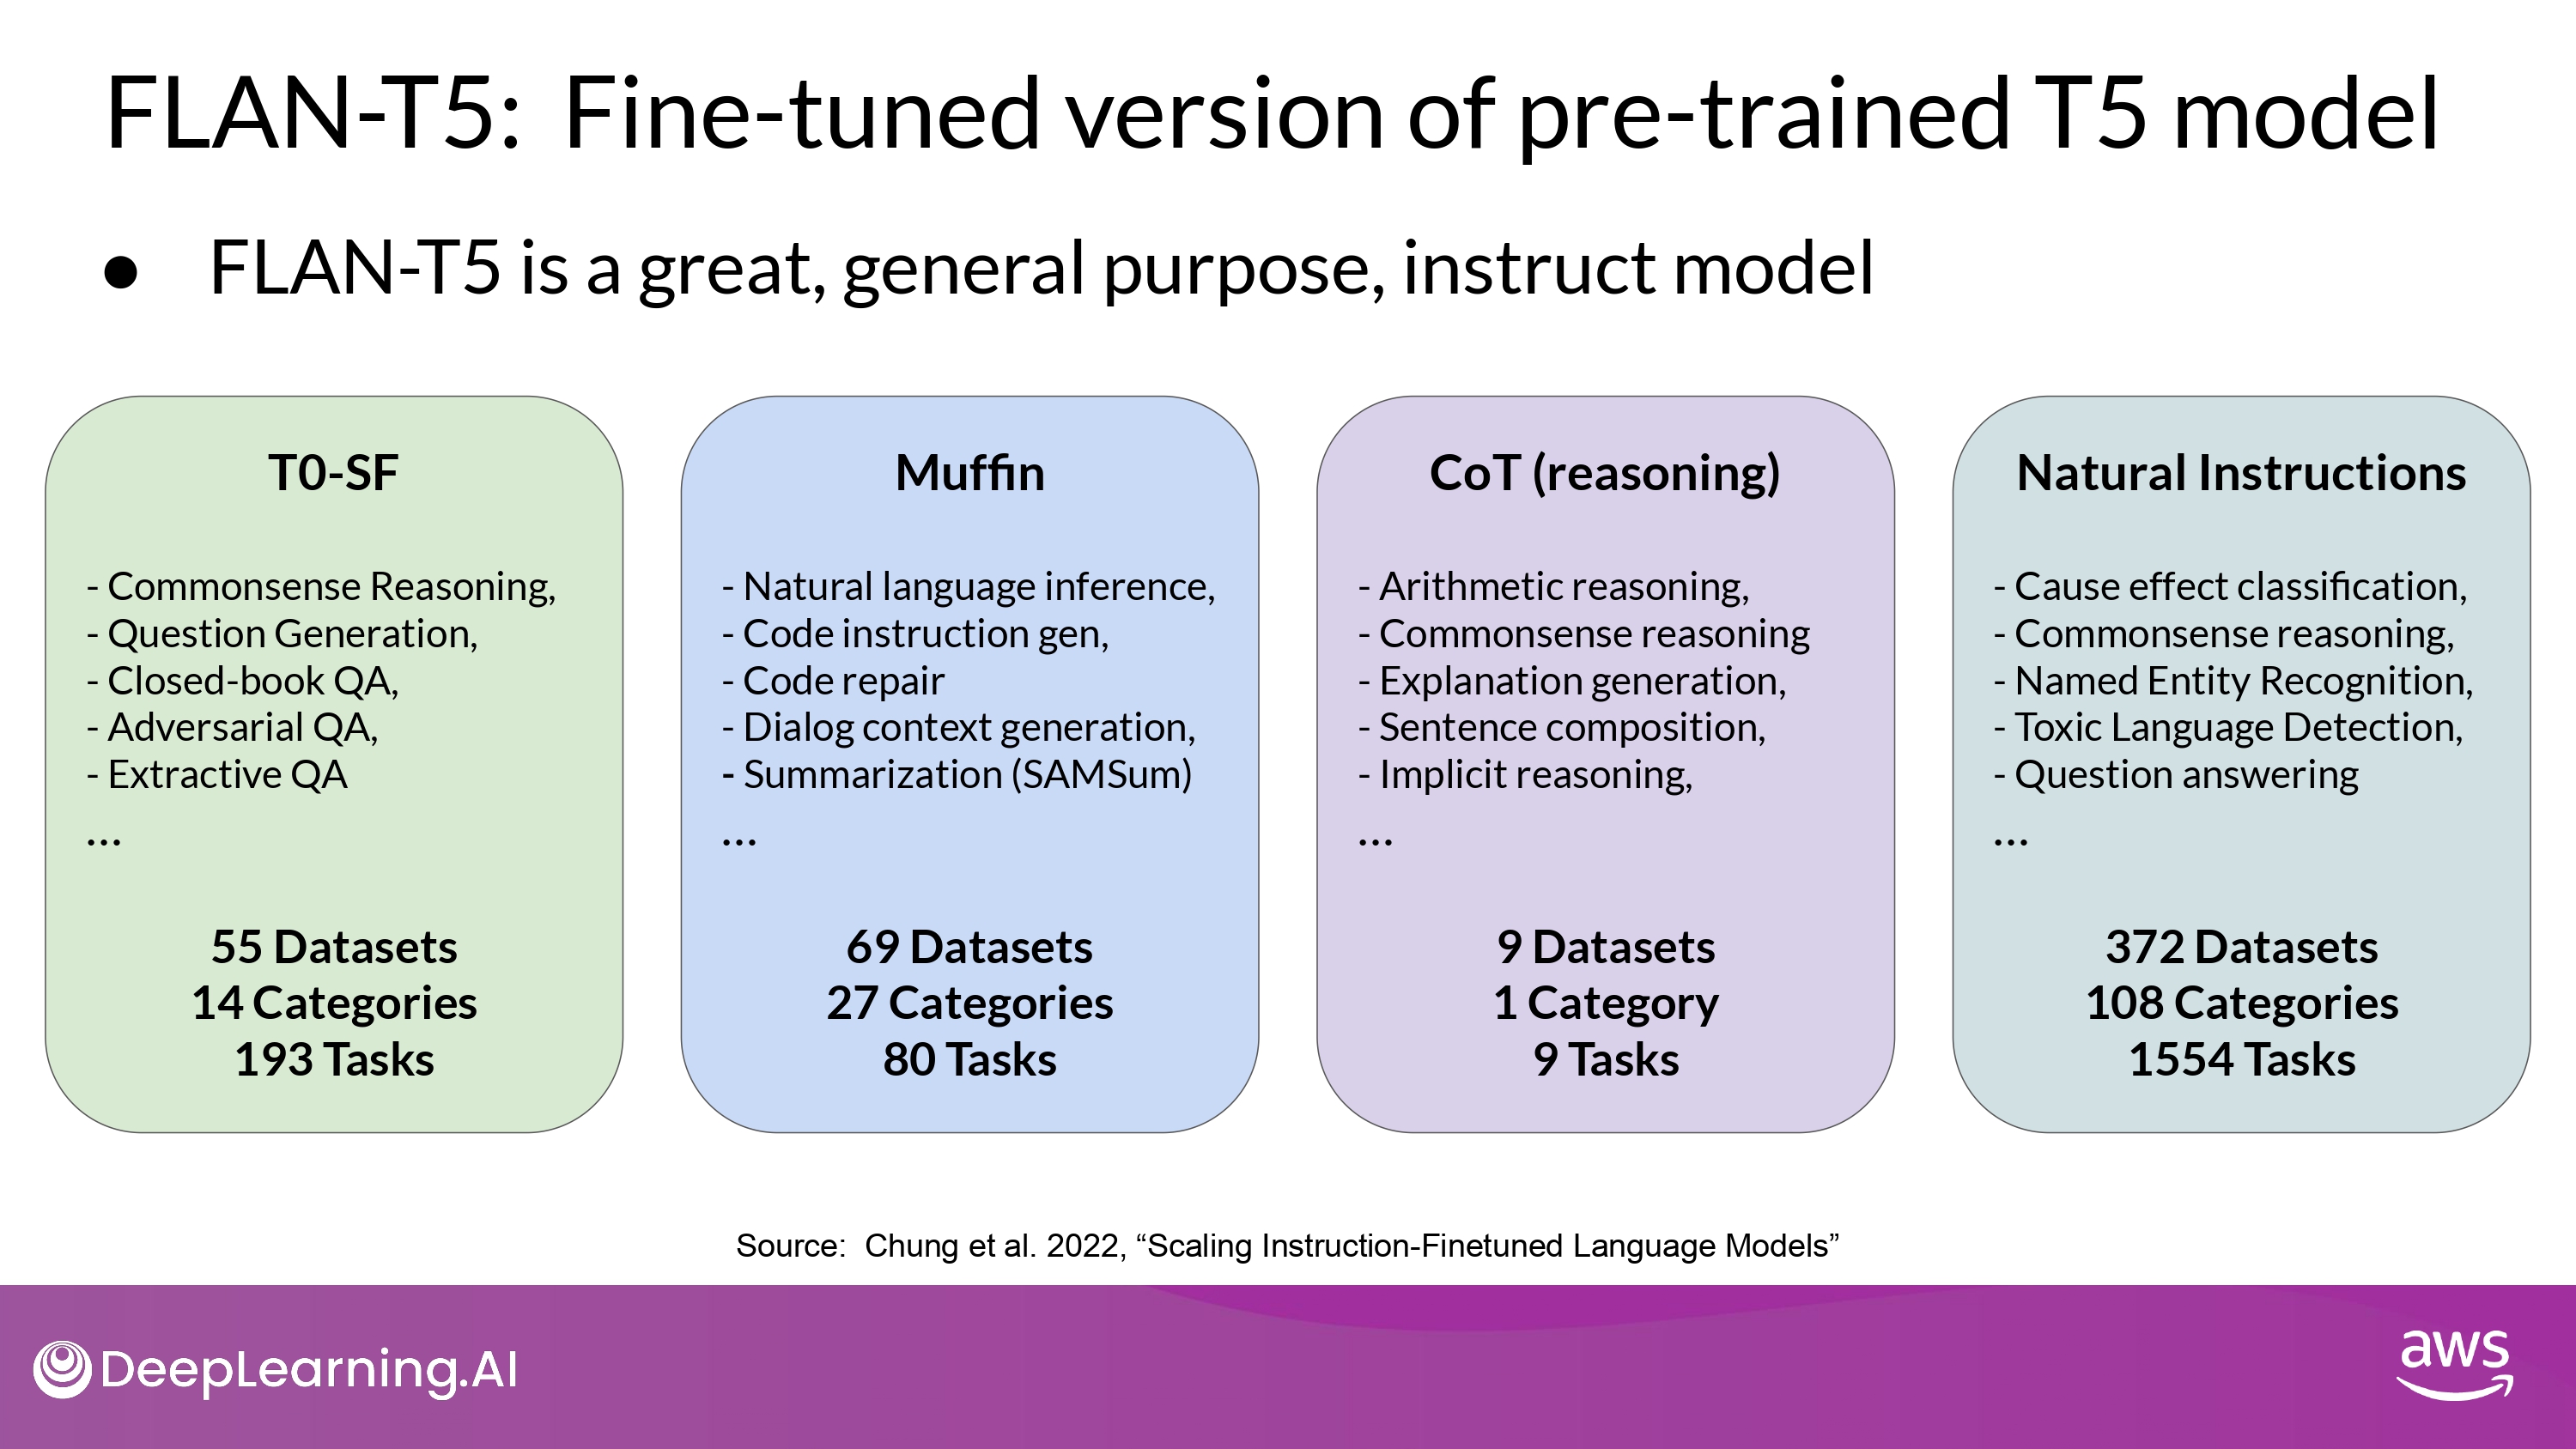 FLAN-T5:  Fine-tuned version of pre-trained T5 model
● FLAN-T5 is a great, general purpose, instruct model
T0-SF
- Commonsense Reasoning,
- Question Generation,
- Closed-book QA,
- Adversarial QA,
- Extractive QA
…
55 Datasets
14 Categories
193 Tasks
Muffin
- Natural language inference,
- Code instruction gen,
- Code repair
- Dialog context generation,
- Summarization (SAMSum)
…
69 Datasets
27 Categories
80 Tasks
CoT (reasoning)
- Arithmetic reasoning,
- Commonsense reasoning
- Explanation generation,
- Sentence composition,
- Implicit reasoning,
…
9 Datasets
1 Category
9 Tasks
Natural Instructions
- Cause effect classification,
- Commonsense reasoning,
- Named Entity Recognition,
- Toxic Language Detection,
- Question answering
…
372 Datasets
108 Categories
1554 Tasks
Source:  Chung et al. 2022, “Scaling Instruction-Finetuned Language Models”
DeepLearning.AI
aws